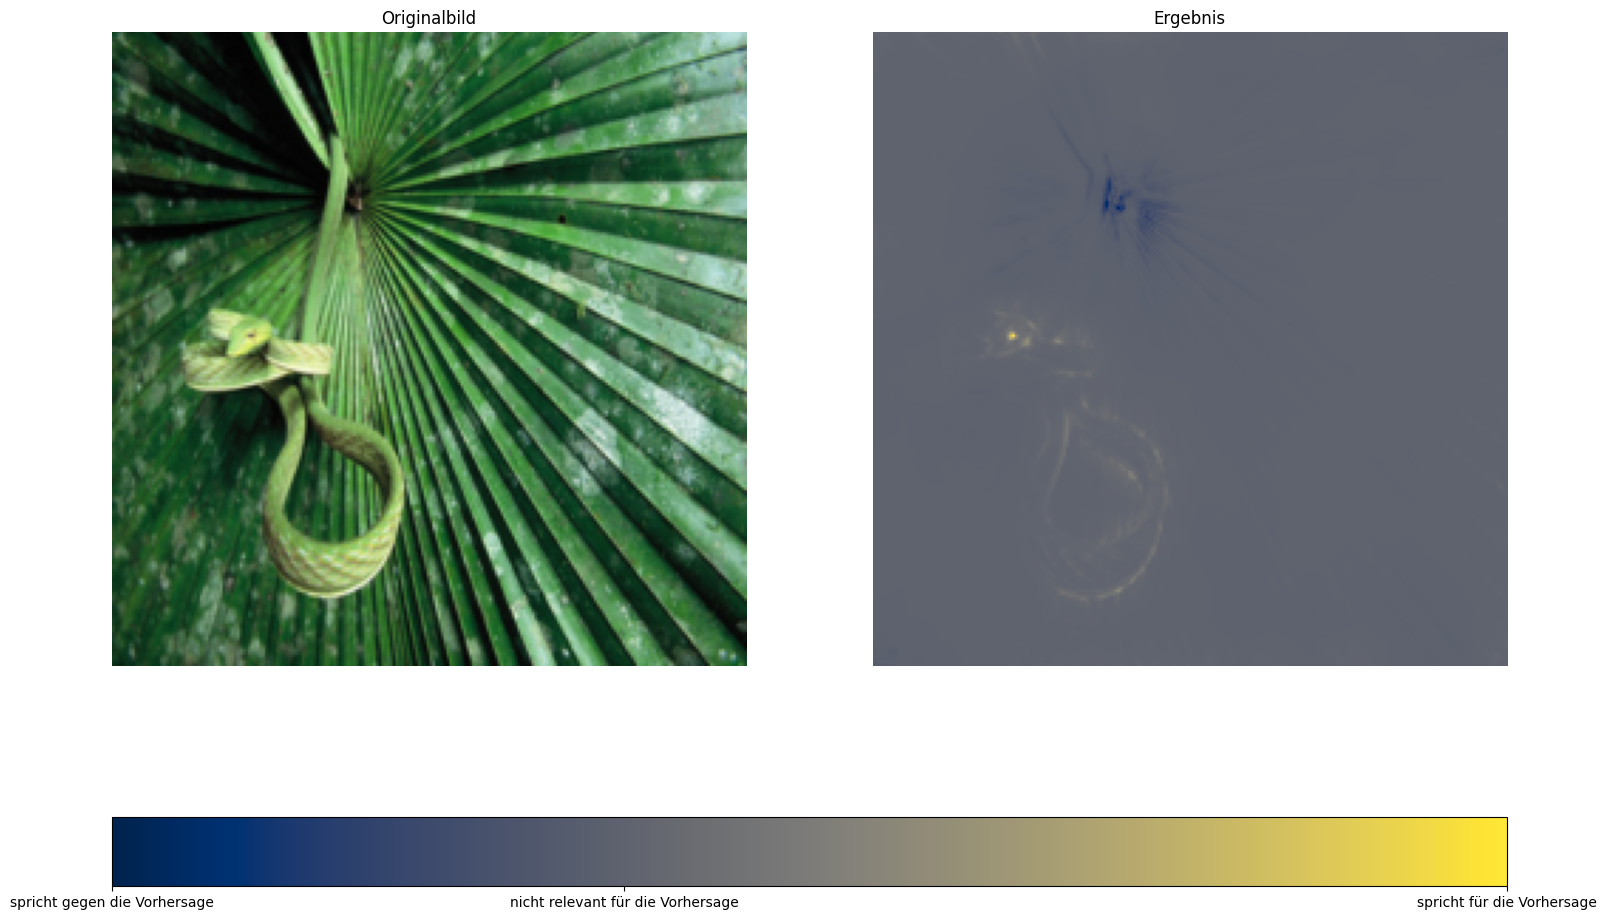 Originalbild
Ergebnis
spricht gegen die Vorhersage
nicht relevant für die Vorhersage
spricht für die Vorhersage